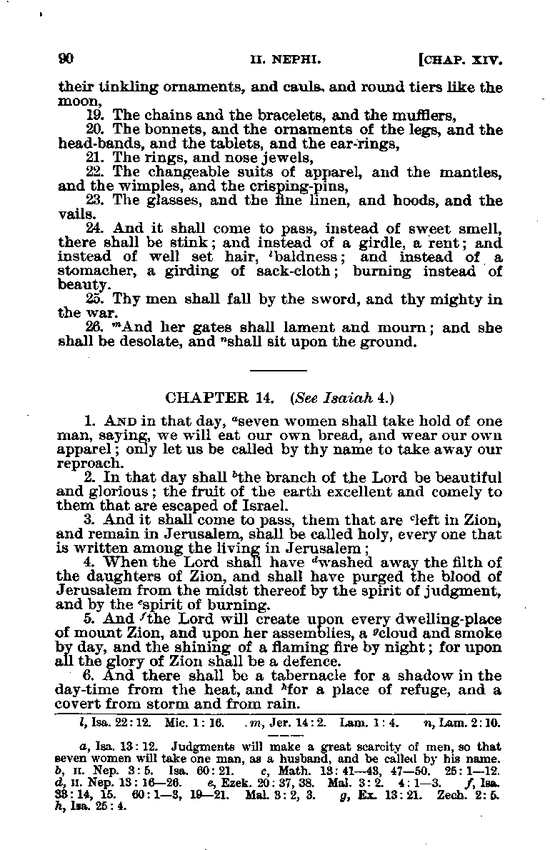 90 II. NEPHI. [CHAP. XIV.
their tinkling ornaments, and cauls, and round tiers like the
moon,
19. The chains and the bracelets, and the mufflers,
20. The bonnets, and the ornaments of the legs, and the
head-bands, and the tablets, and the ear-rings,
21. The rings, and nose jewels,
22. The changeable suits of apparel, and the mantles,
and the wimples, and the crisping-pins,
23. The glasses, and the fine linen, and hoods, and the
vails.
24. And it shall come to pass, instead of sweet smell,
there shall be stink; and instead of a girdle, a rent; and
instead of well set hair, ˡbaldness; and instead of a
stomacher, a girding of sack-cloth; burning instead of
beauty.
25. Thy men shall fall by the sword, and thy mighty in
the war.
26. ᵐAnd her gates shall lament and mourn; and she
shall be desolate, and ⁿshall sit upon the ground.
CHAPTER 14. (See Isaiah 4.)
1. AND in that day, ᵃseven women shall take hold of one
man, saying, we will eat our own bread, and wear our own
apparel; only let us be called by thy name to take away our
reproach.
2. In that day shall ᵇthe branch of the Lord be beautiful
and glorious; the fruit of the earth excellent and comely to
them that are escaped of Israel.
3. And it shall come to pass, them that are ᶜleft in Zion,
and remain in Jerusalem, shall be called holy, every one that
is written among the living in Jerusalem;
4. When the Lord shall have ᵈwashed away the filth of
the daughters of Zion, and shall have purged the blood of
Jerusalem from the midst thereof by the spirit of judgment,
and by the ᵉspirit of burning.
5. And ᶠthe Lord will create upon every dwelling-place
of mount Zion, and upon her assemblies, a ᵍcloud and smoke
by day, and the shining of a flaming fire by night; for upon
all the glory of Zion shall be a defence.
6. And there shall be a tabernacle for a shadow in the
day-time from the heat, and ʰfor a place of refuge, and a
covert from storm and from rain.
l, Isa. 22:12. Mic. 1:16. m, Jer. 14:2. Lam. 1:4. n, Lam. 2:10.
a, Isa. 13:12. Judgments will make a great scarcity of men, so that
seven women will take one man, as a husband, and be called by his name.
b, II. Nep. 3:5. Isa. 60:21. c, Math. 13:41—43, 47—50. 25:1—12.
d, II. Nep. 13:16—26. e, Ezek. 20:37, 38. Mal. 3:2. 4:1—3. f, Isa.
33:14, 15. 60:1—3, 19—21. Mal. 3:2, 3. g, Ex. 13:21. Zech. 2:5.
h, Isa. 25:4.